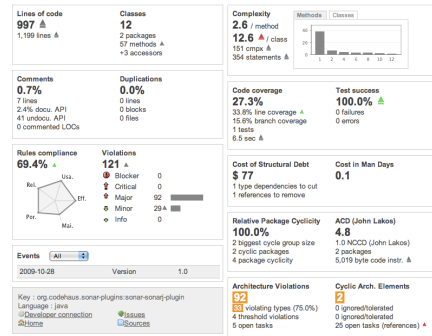 Lines of code
997
1,199 lines
Classes
12
2 packages
57 methods
+3 accessors
Comments
0.7%
7 lines
2.4% docu. API
41 undocu. API
0 commented LOCs
Duplications
0.0%
0 lines
0 blocks
0 files
Rules compliance
69.4%
Usa.
Eff.
Mai.
Por.
Rel.
Violations
121
Blocker 0
Critical 0
Major 92
Minor 29
Info 0
Events All
2009-10-28 Version 1.0
Key : org.codehaus.sonar-plugins:sonar-sonarj-plugin
Language : java
Developer connection Issues
Home Sources
Complexity
2.6 / method
12.6 / class
151 cmpx
354 statements
Methods Classes
40
20
0
1 2 4 6 8 10 12
Code coverage
27.3%
33.8% line coverage
15.6% branch coverage
1 tests
6.5 sec
Test success
100.0%
0 failures
0 errors
Cost of Structural Debt
$ 77
1 type dependencies to cut
1 references to remove
Cost in Man Days
0.1
Relative Package Cyclicity
100.0%
2 biggest cycle group size
2 cyclic packages
4 package cyclicity
ACD (John Lakos)
4.8
1.0 NCCD (John Lakos)
2 packages
5,019 byte code instr.
Architecture Violations
92
violating types (75.0%)
4 threshold violations
5 open tasks
Cyclic Arch. Elements
2
0 ignored/tolerated
0 ignored/tolerated
25 open tasks (references)